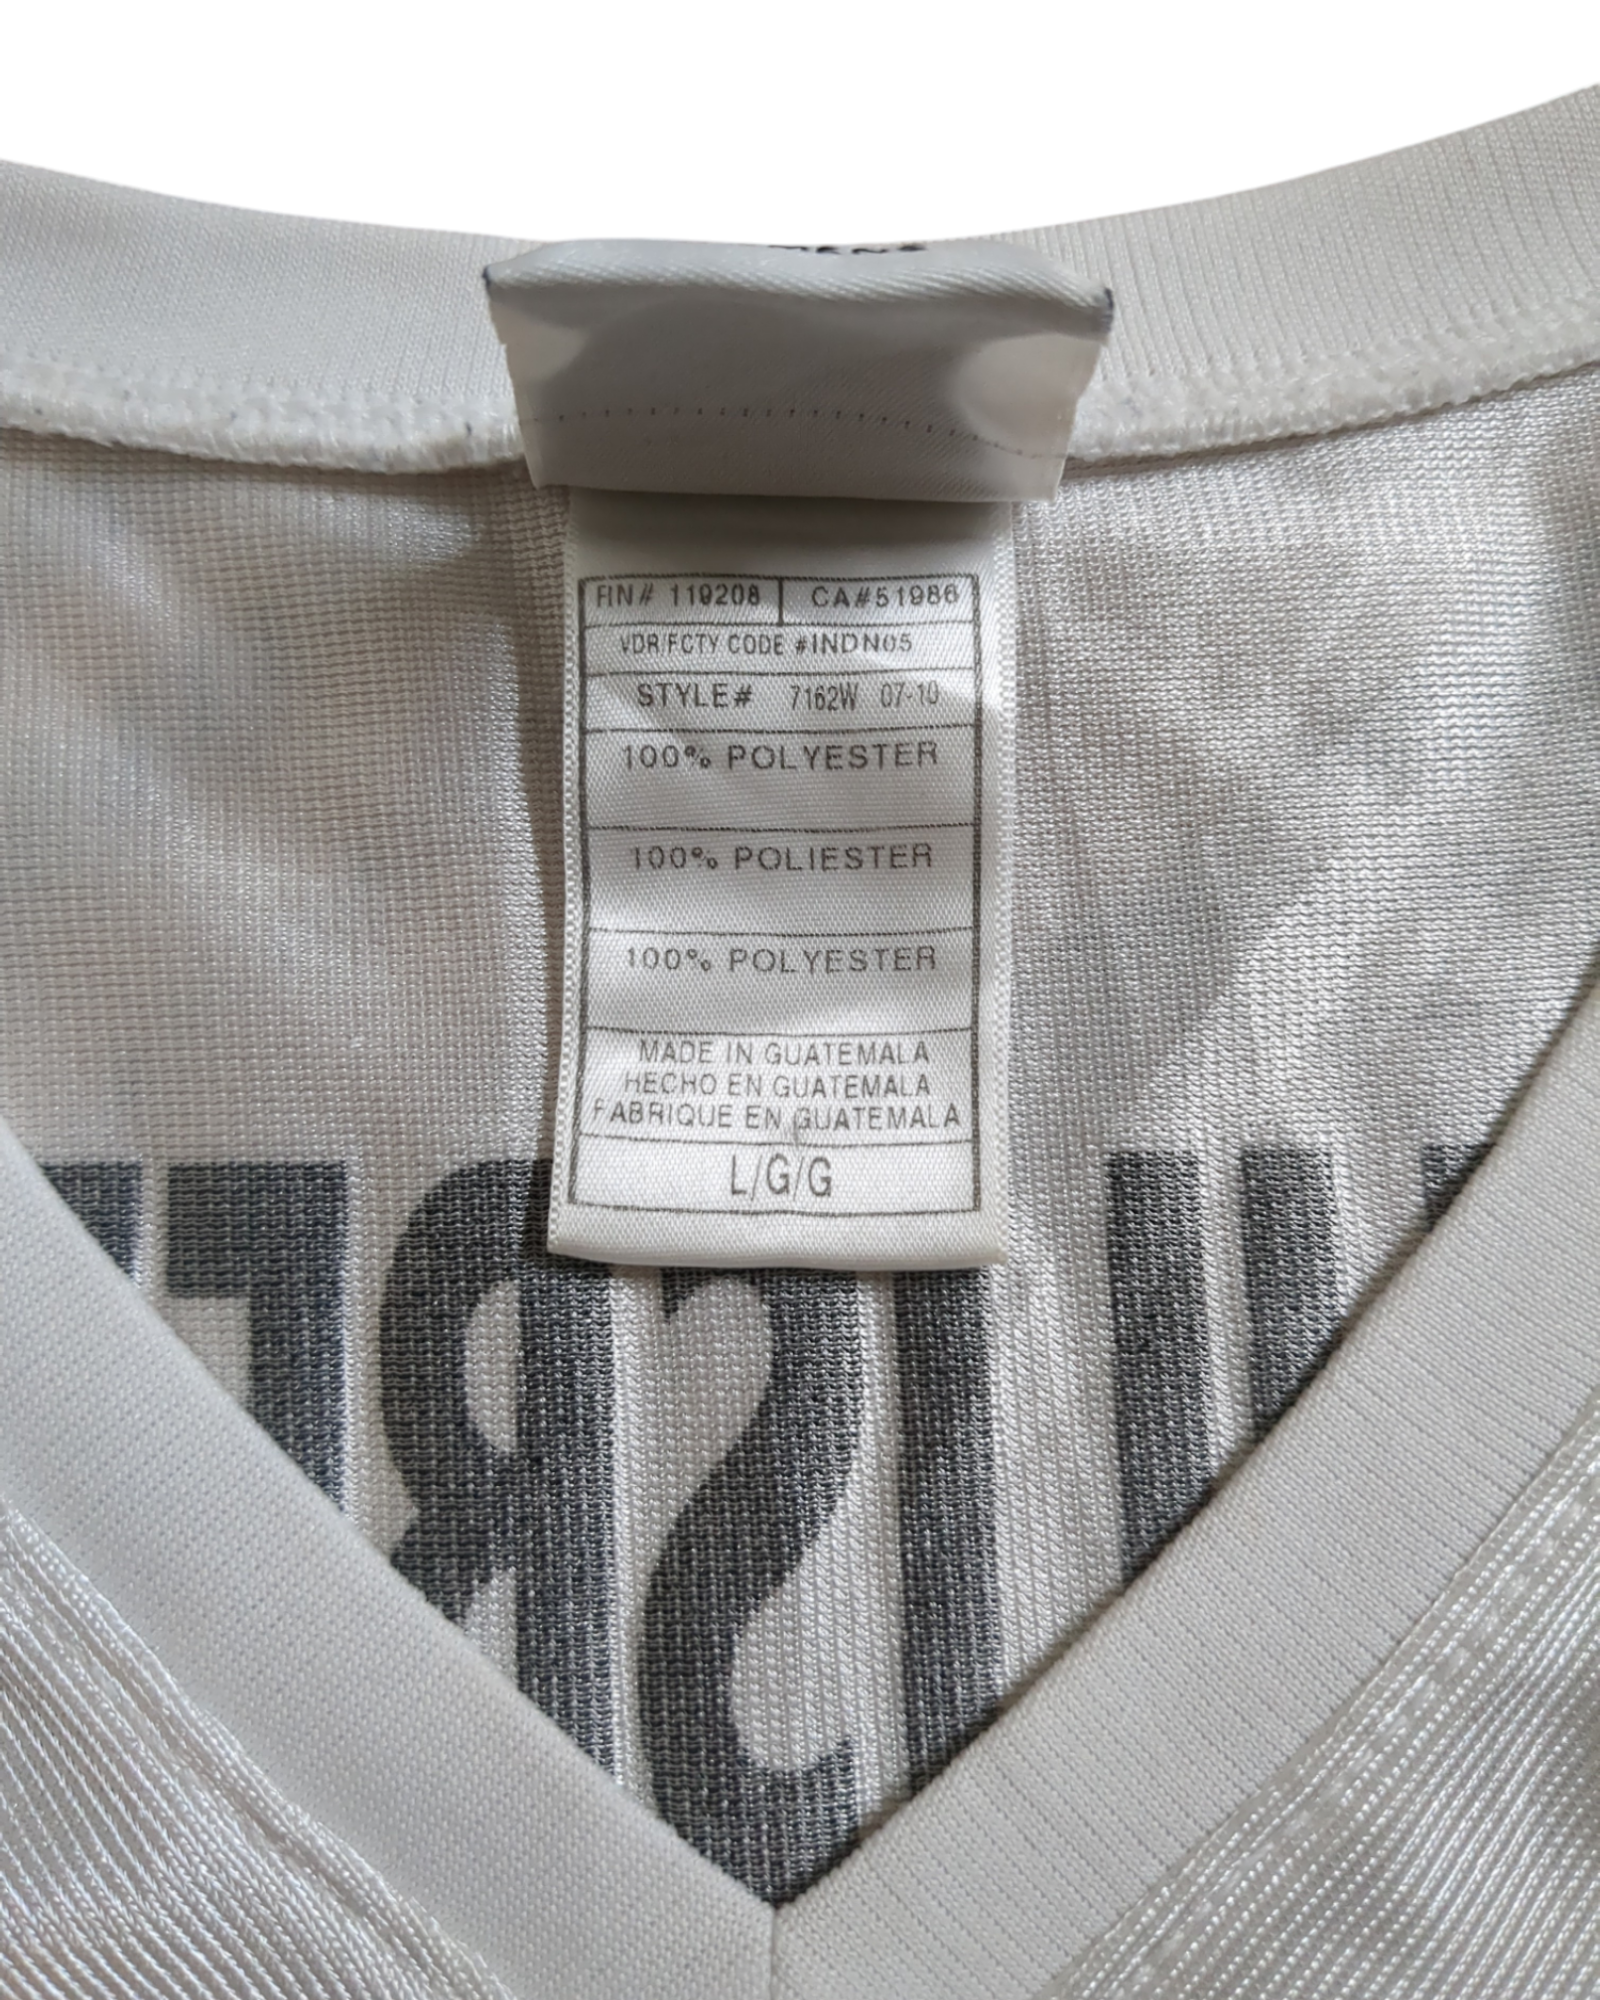 FIN# 119208 CA#51986
VDR/FCTY CODE #INDN05
STYLE# 7162W 07-10
100% POLYESTER
100% POLIESTER
100% POLYESTER
MADE IN GUATEMALA
HECHO EN GUATEMALA
FABRIQUE EN GUATEMALA
L/G/G